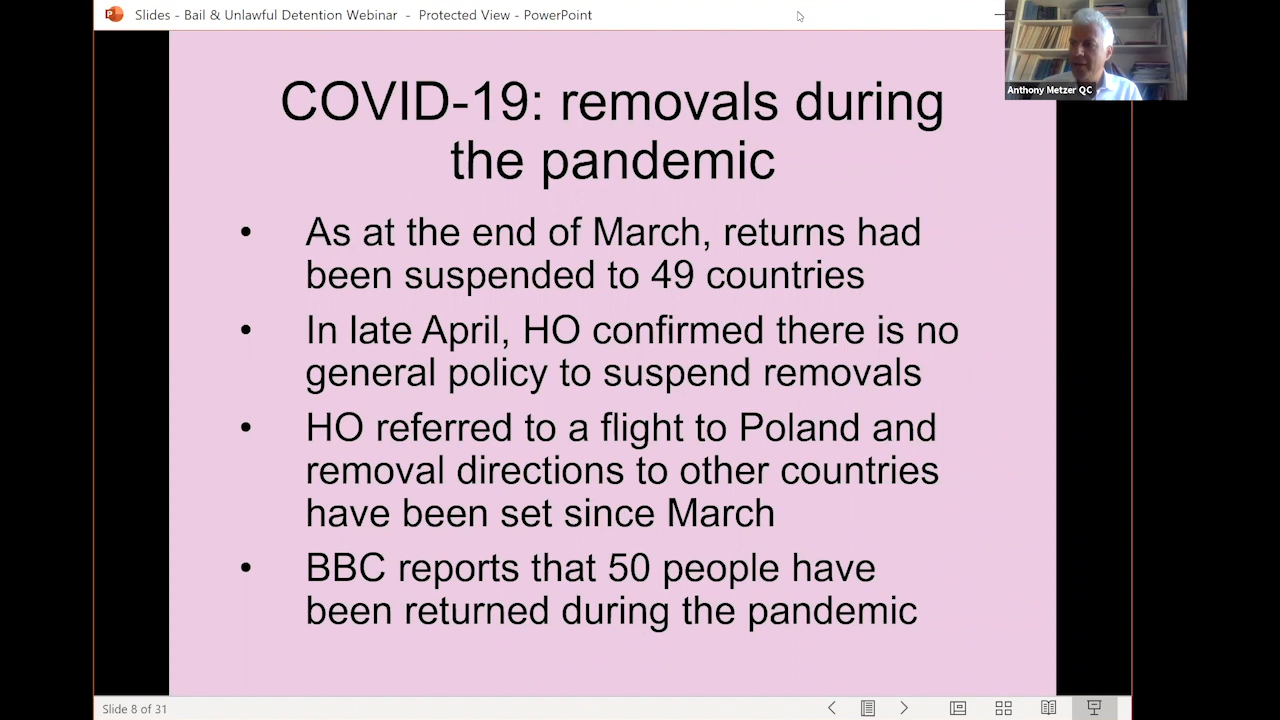 Slides - Bail & Unlawful Detention Webinar - Protected View - PowerPoint
Anthony Metzer QC
COVID-19: removals during
the pandemic
• As at the end of March, returns had
been suspended to 49 countries
• In late April, HO confirmed there is no
general policy to suspend removals
• HO referred to a flight to Poland and
removal directions to other countries
have been set since March
• BBC reports that 50 people have
been returned during the pandemic
Slide 8 of 31